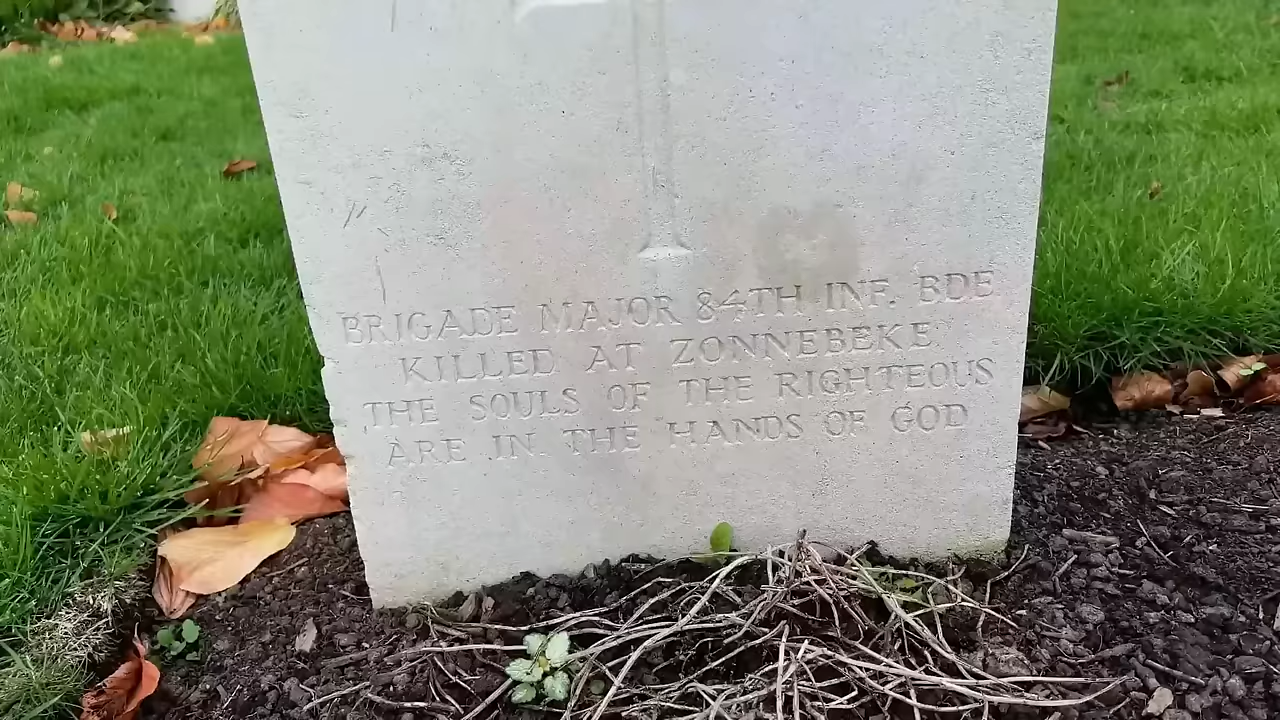 BRIGADE MAJOR 84TH INF. BDE
KILLED AT ZONNEBEKE
THE SOULS OF THE RIGHTEOUS
ARE IN THE HANDS OF GOD